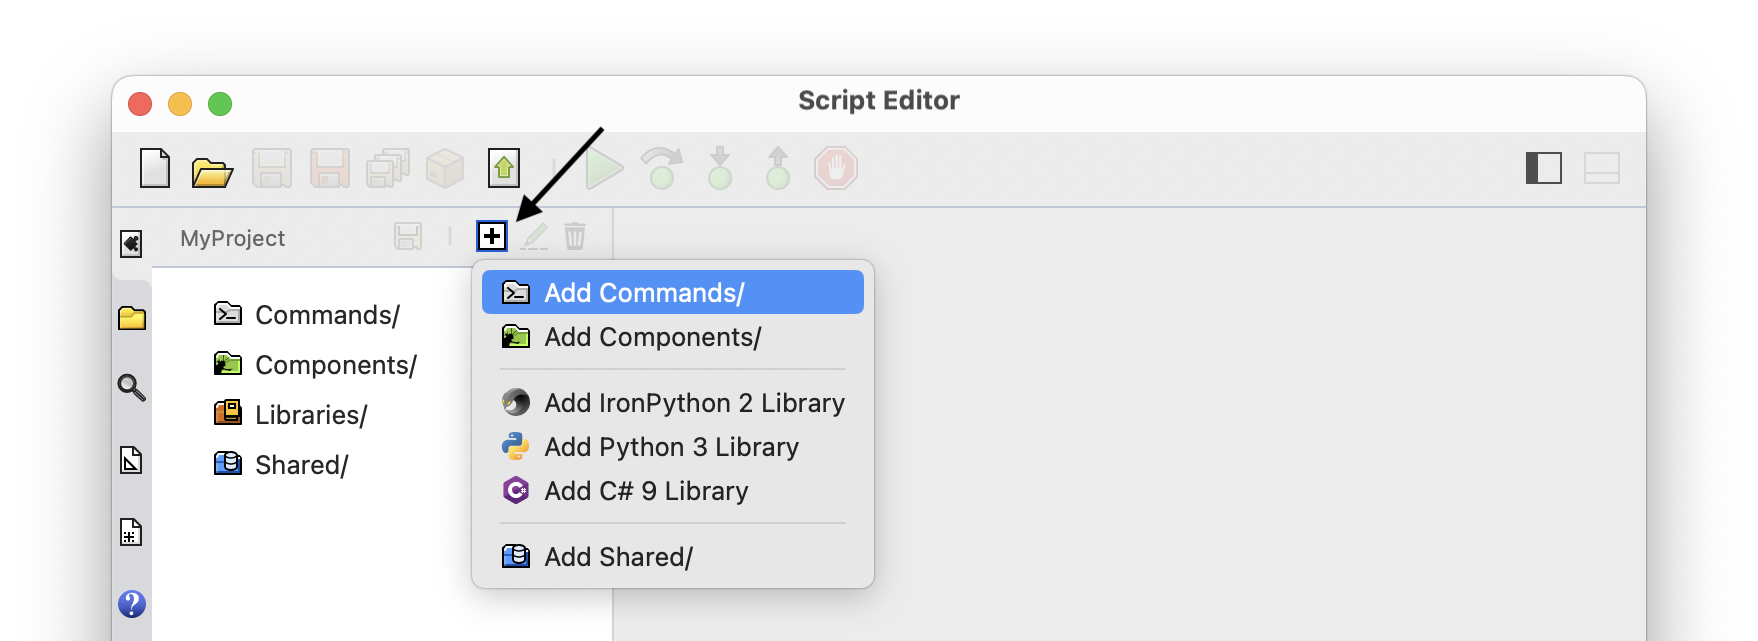 Script Editor
MyProject
Commands/
Components/
Libraries/
Shared/
Add Commands/
Add Components/
Add IronPython 2 Library
Add Python 3 Library
Add C# 9 Library
Add Shared/